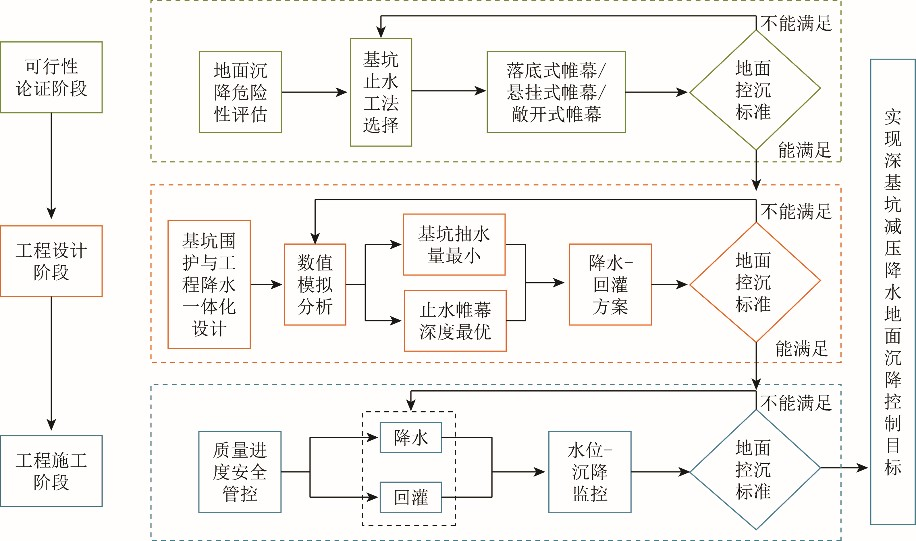 可行性
论证阶段
工程设计
阶段
工程施工
阶段
地面沉
降危险
性评估
基坑
止水
工法
选择
落底式帷幕/
悬挂式帷幕/
敞开式帷幕
不能满足
地面
控沉
标准
能满足
基坑围
护与工
程降水
一体化
设计
数值
模拟
分析
基坑抽水
量最小
止水帷幕
深度最优
降水-
回灌
方案
不能满足
地面
控沉
标准
能满足
质量进
度安全
管控
降水
回灌
水位-
沉降
监控
不能满足
地面
控沉
标准
实现深基坑减压降水地面沉降控制目标